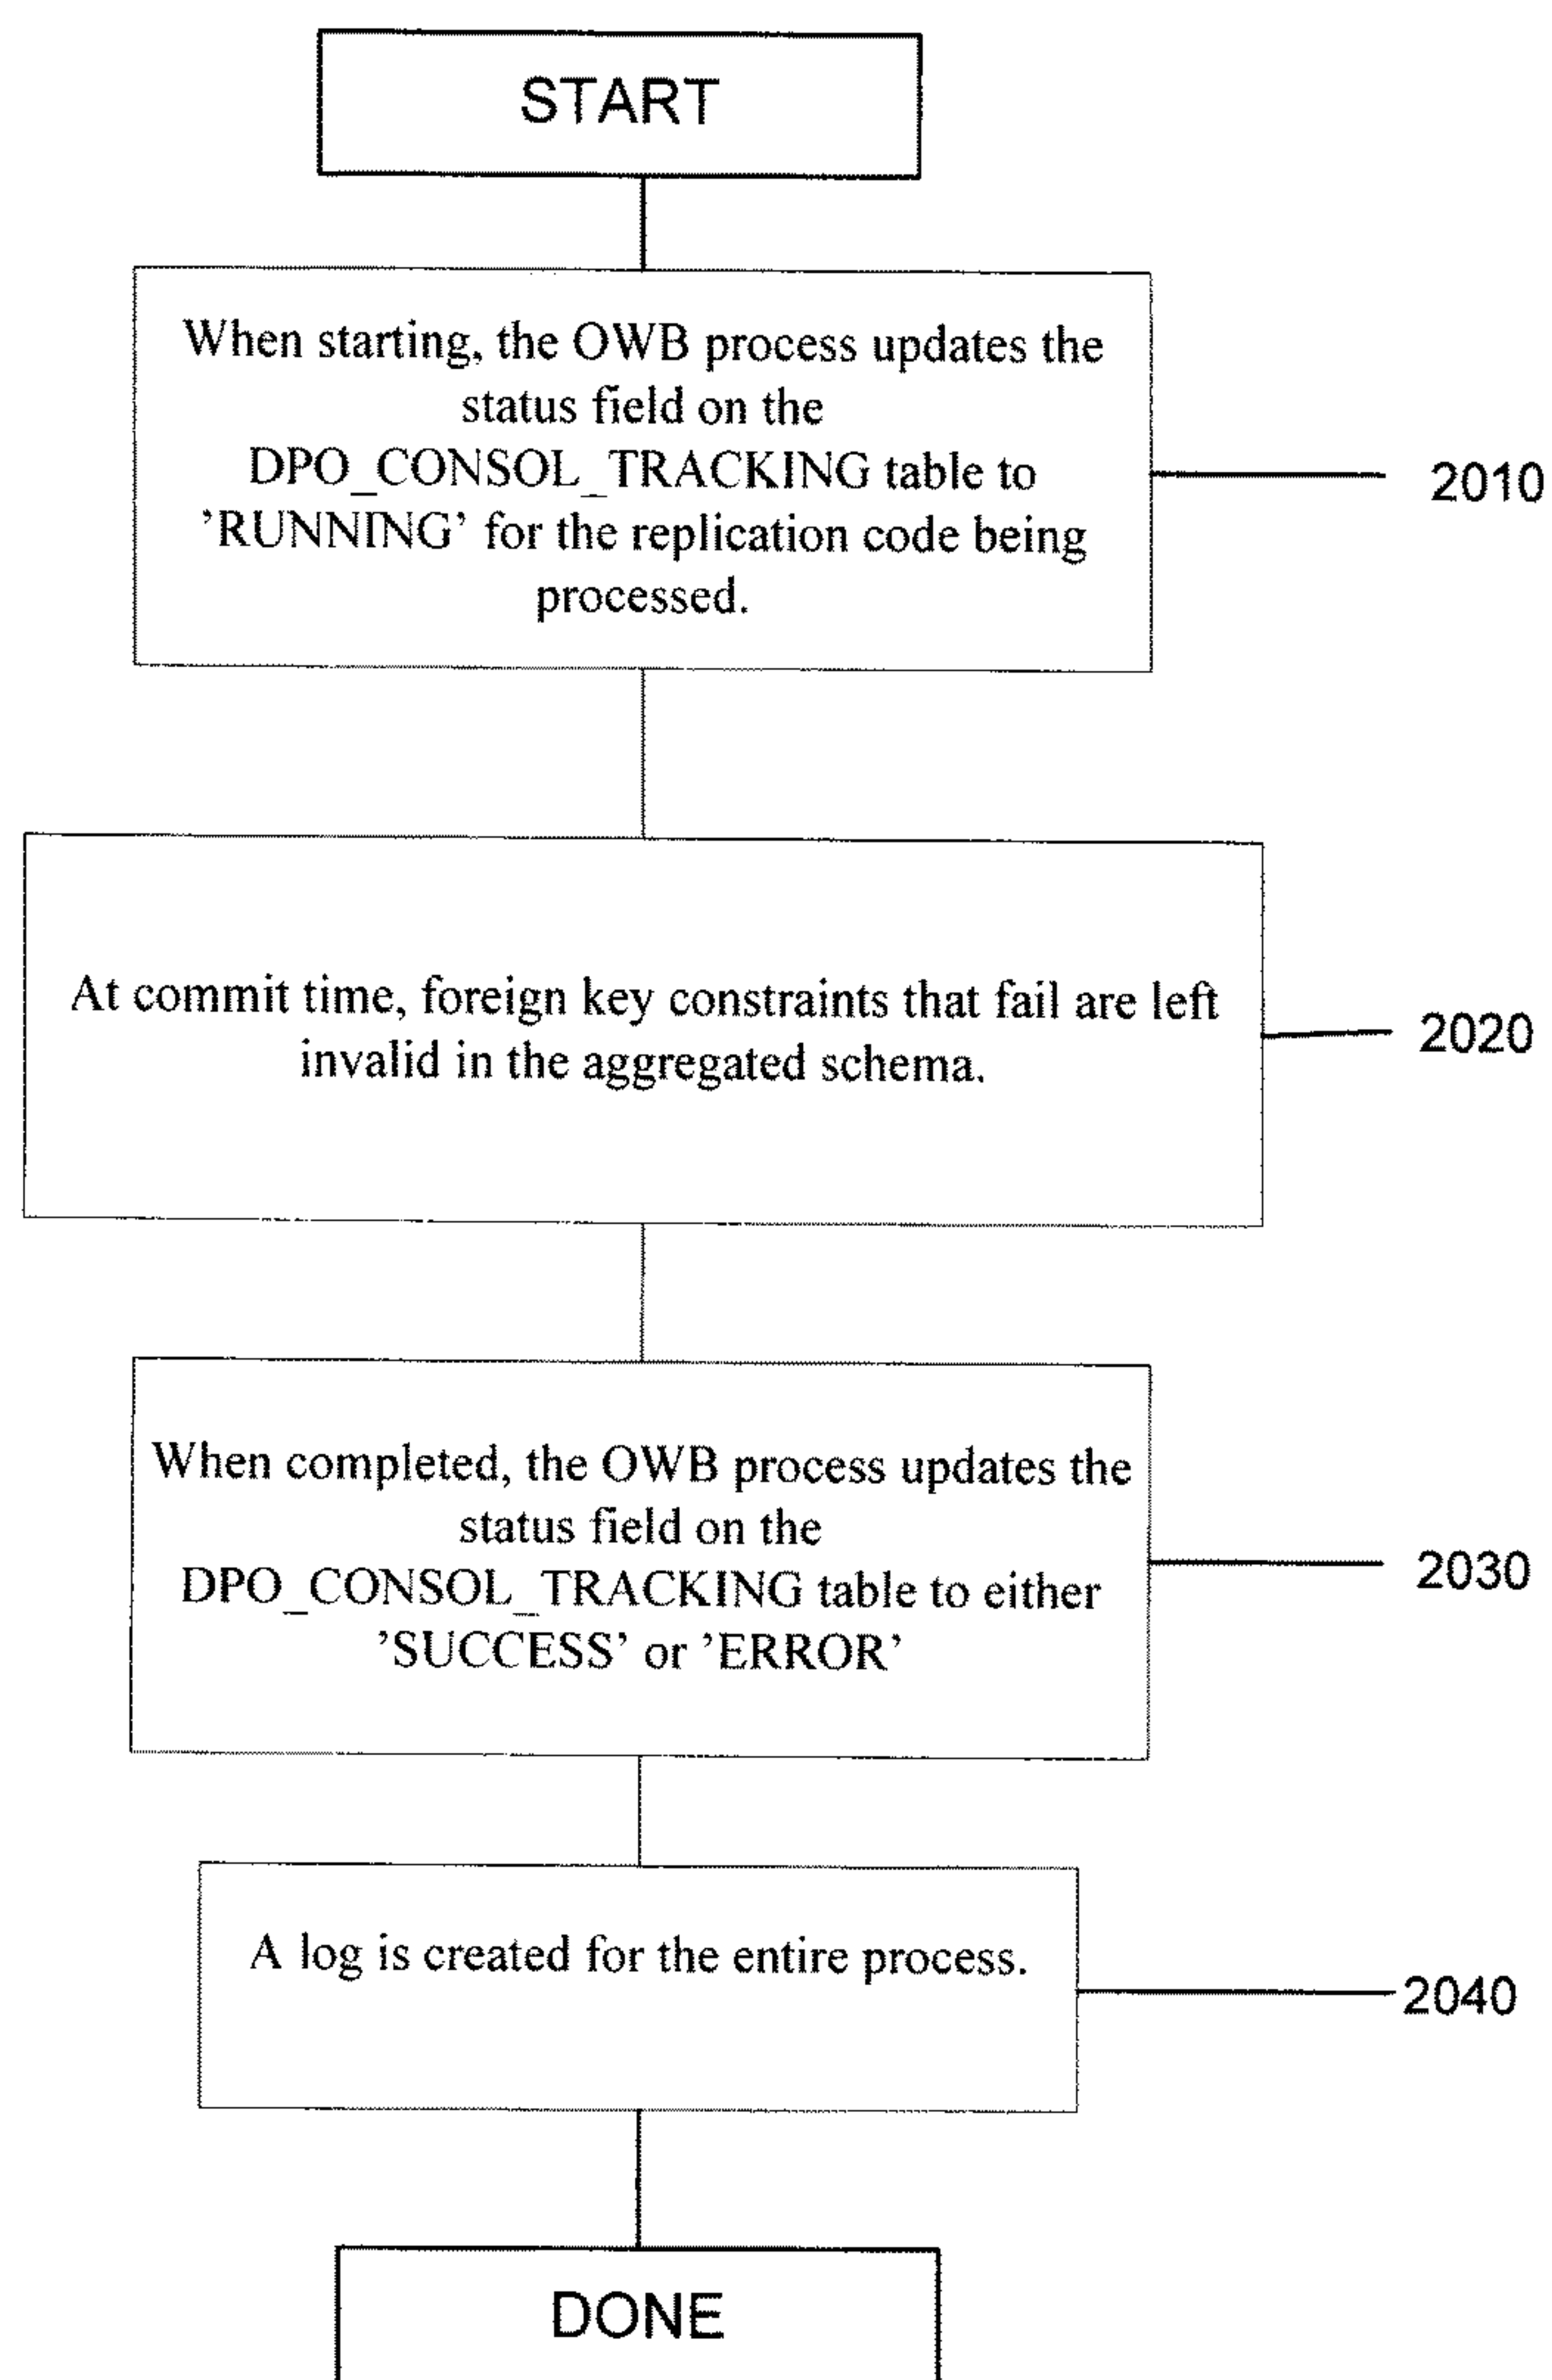 START
When starting, the OWB process updates the
status field on the
DPO_CONSOL_TRACKING table to
’RUNNING’ for the replication code being
processed.
2010
At commit time, foreign key constraints that fail are left
invalid in the aggregated schema.
2020
When completed, the OWB process updates the
status field on the
DPO_CONSOL_TRACKING table to either
’SUCCESS’ or ’ERROR’
2030
A log is created for the entire process.
2040
DONE